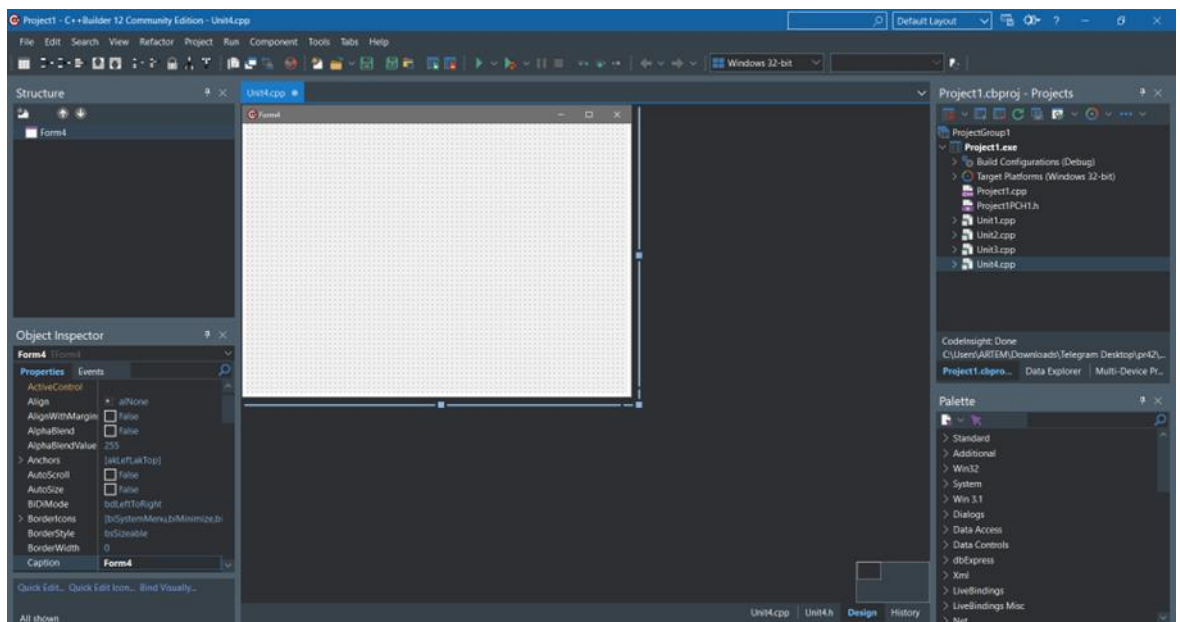 Project1 - C++Builder 12 Community Edition - Unit4.cpp
Default Layout
?
File Edit Search View Refactor Project Run Component Tools Tabs Help
Windows 32-bit
Structure
Form4
Unit4.cpp
Form4
Project1.cbproj - Projects
ProjectGroup1
Project1.exe
Build Configurations (Debug)
Target Platforms (Windows 32-bit)
Project1.cpp
Project1PCH1.h
Unit1.cpp
Unit2.cpp
Unit3.cpp
Unit4.cpp
CodeInsight: Done
C:\Users\ARTEM\Downloads\Telegram Desktop\pr42\...
Project1.cbpro... Data Explorer Multi-Device Pr...
Object Inspector
Form4 TForm4
Properties Events
ActiveControl
Align alNone
AlignWithMargin False
AlphaBlend False
AlphaBlendValue 255
Anchors [akLeft,akTop]
AutoScroll False
AutoSize False
BiDiMode bdLeftToRight
BorderIcons [biSystemMenu,biMinimize,bi
BorderStyle bsSizeable
BorderWidth 0
Caption Form4
Quick Edit... Quick Edit Icon... Bind Visually...
All shown
Palette
Standard
Additional
Win32
System
Win 3.1
Dialogs
Data Access
Data Controls
dbExpress
Xml
LiveBindings
LiveBindings Misc
Net
Unit4.cpp Unit4.h Design History